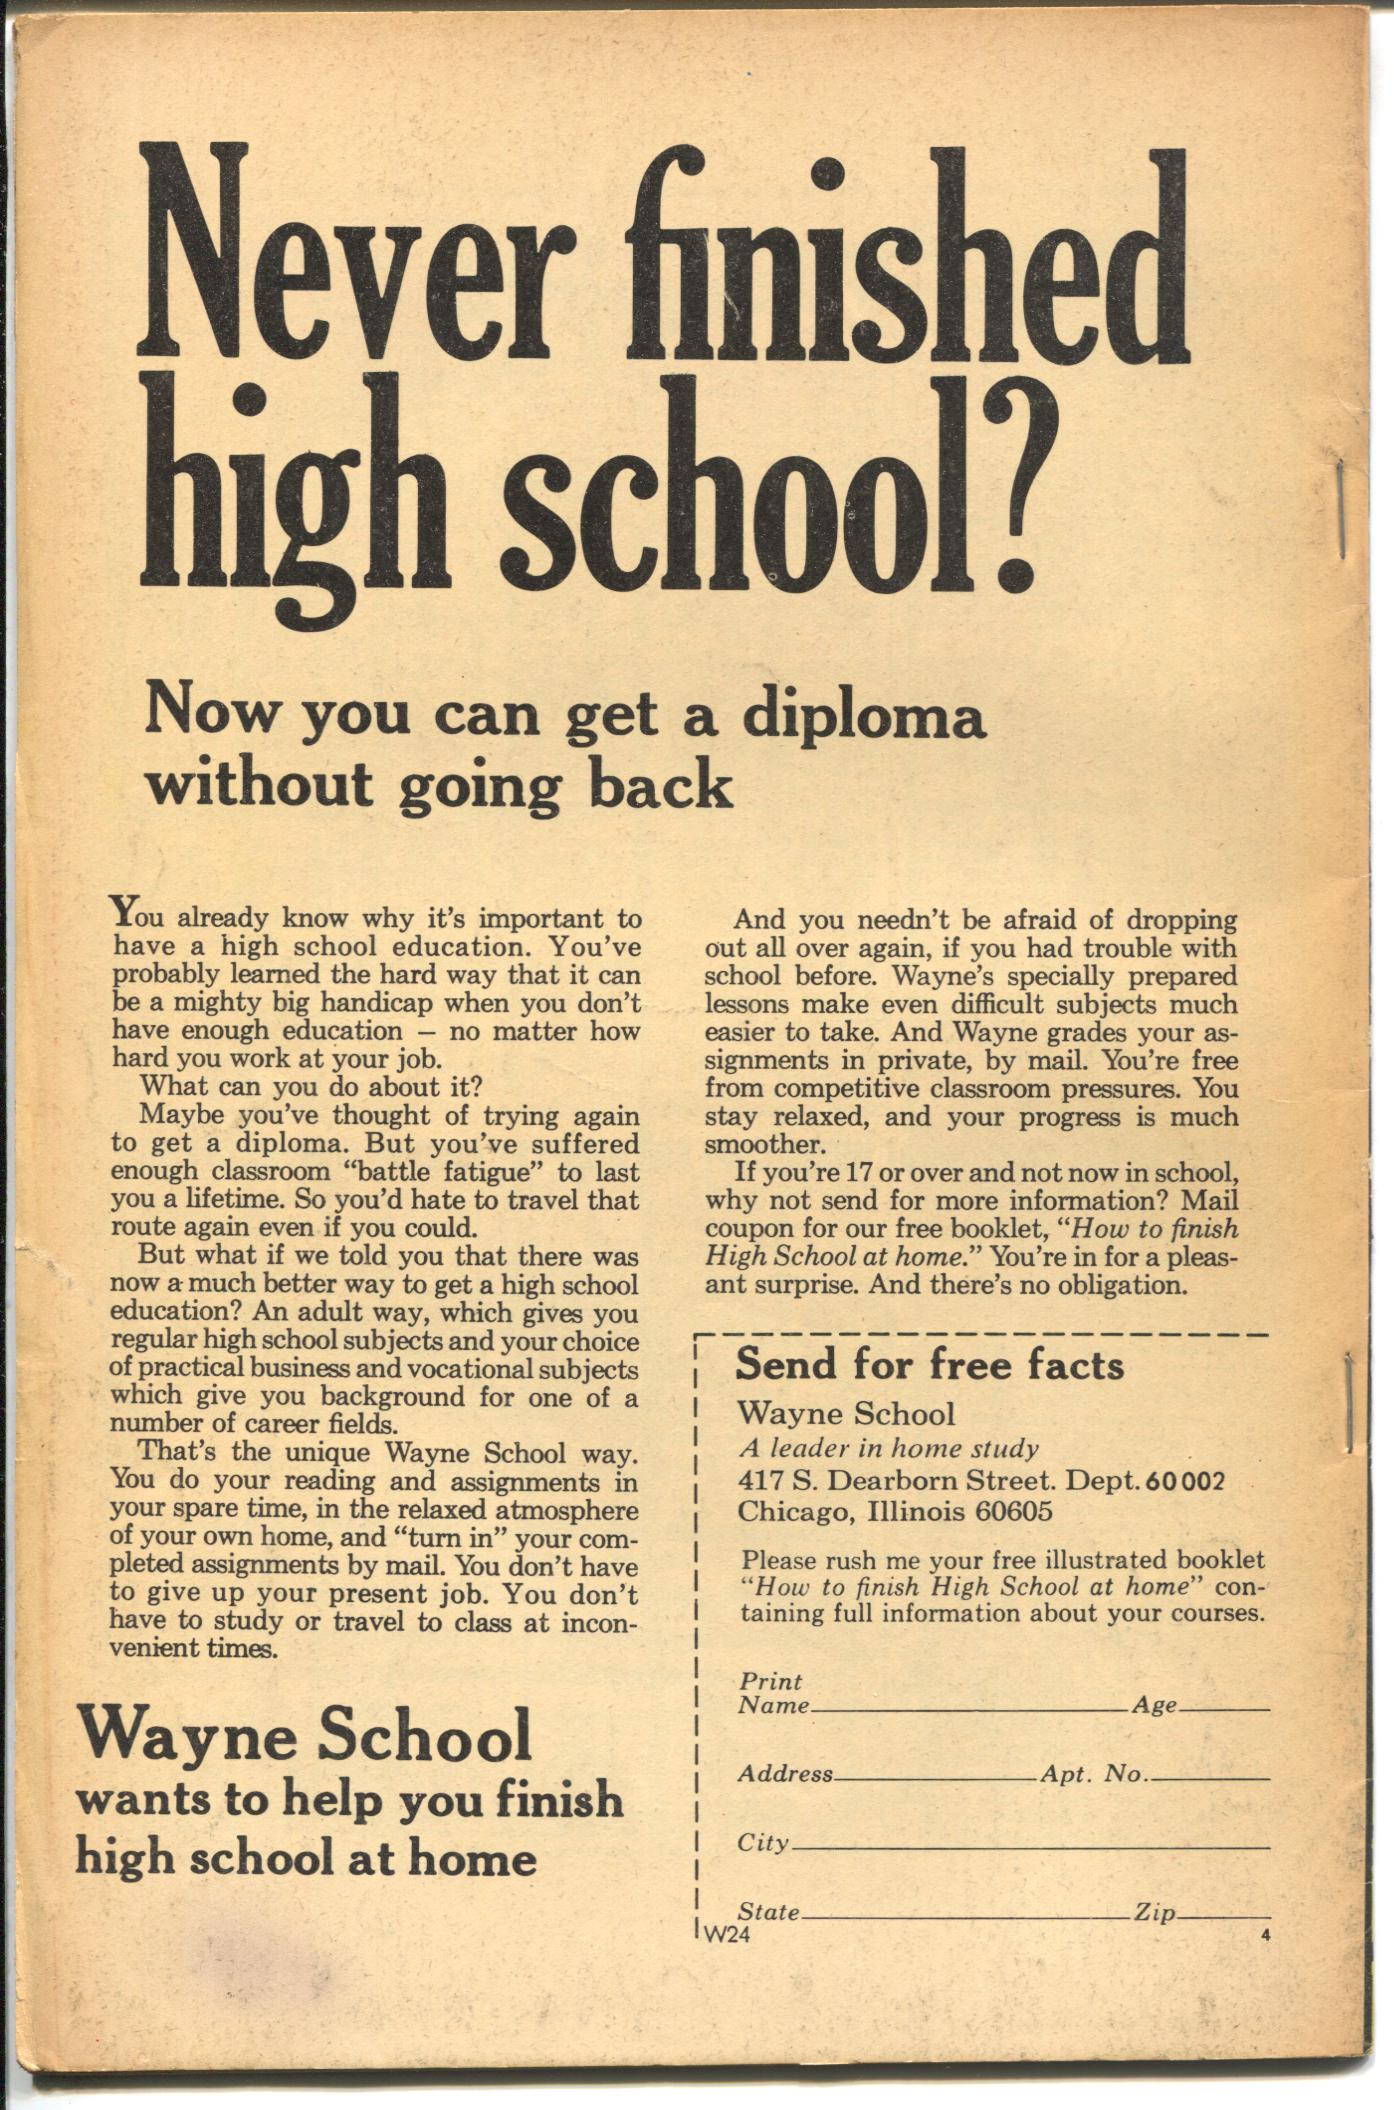 Never finished
high school?
Now you can get a diploma
without going back
You already know why it's important to
have a high school education. You've
probably learned the hard way that it can
be a mighty big handicap when you don't
have enough education – no matter how
hard you work at your job.
What can you do about it?
Maybe you've thought of trying again
to get a diploma. But you've suffered
enough classroom “battle fatigue” to last
you a lifetime. So you'd hate to travel that
route again even if you could.
But what if we told you that there was
now a much better way to get a high school
education? An adult way, which gives you
regular high school subjects and your choice
of practical business and vocational subjects
which give you background for one of a
number of career fields.
That's the unique Wayne School way.
You do your reading and assignments in
your spare time, in the relaxed atmosphere
of your own home, and “turn in” your com-
pleted assignments by mail. You don't have
to give up your present job. You don't
have to study or travel to class at incon-
venient times.
Wayne School
wants to help you finish
high school at home
And you needn't be afraid of dropping
out all over again, if you had trouble with
school before. Wayne's specially prepared
lessons make even difficult subjects much
easier to take. And Wayne grades your as-
signments in private, by mail. You're free
from competitive classroom pressures. You
stay relaxed, and your progress is much
smoother.
If you're 17 or over and not now in school,
why not send for more information? Mail
coupon for our free booklet, “How to finish
High School at home.” You're in for a pleas-
ant surprise. And there's no obligation.
Send for free facts
Wayne School
A leader in home study
417 S. Dearborn Street. Dept. 60002
Chicago, Illinois 60605
Please rush me your free illustrated booklet
“How to finish High School at home” con-
taining full information about your courses.
Print
Name Age
Address Apt. No.
City
State Zip
W24 4